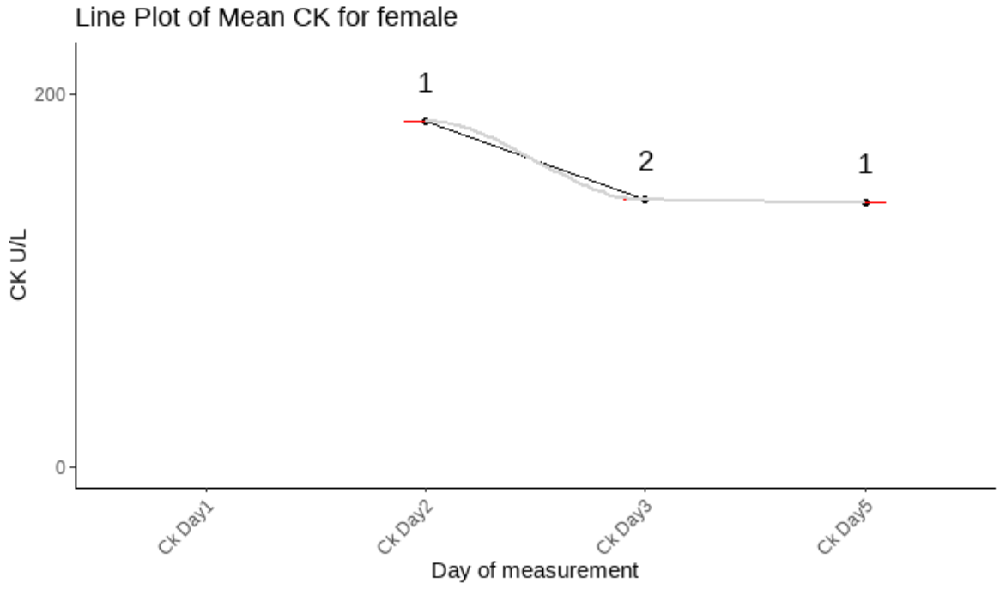 Line Plot of Mean CK for female
1
200
2
1
CK U/L
0
Ck Day1
Ck Day2
Ck Day3
Ck Day5
Day of measurement